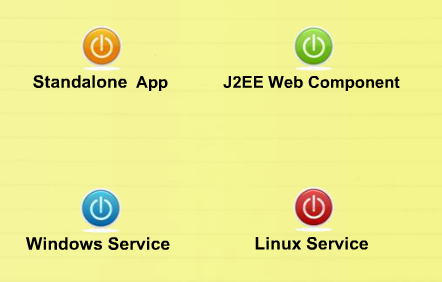 Standalone App
J2EE Web Component
Windows Service
Linux Service